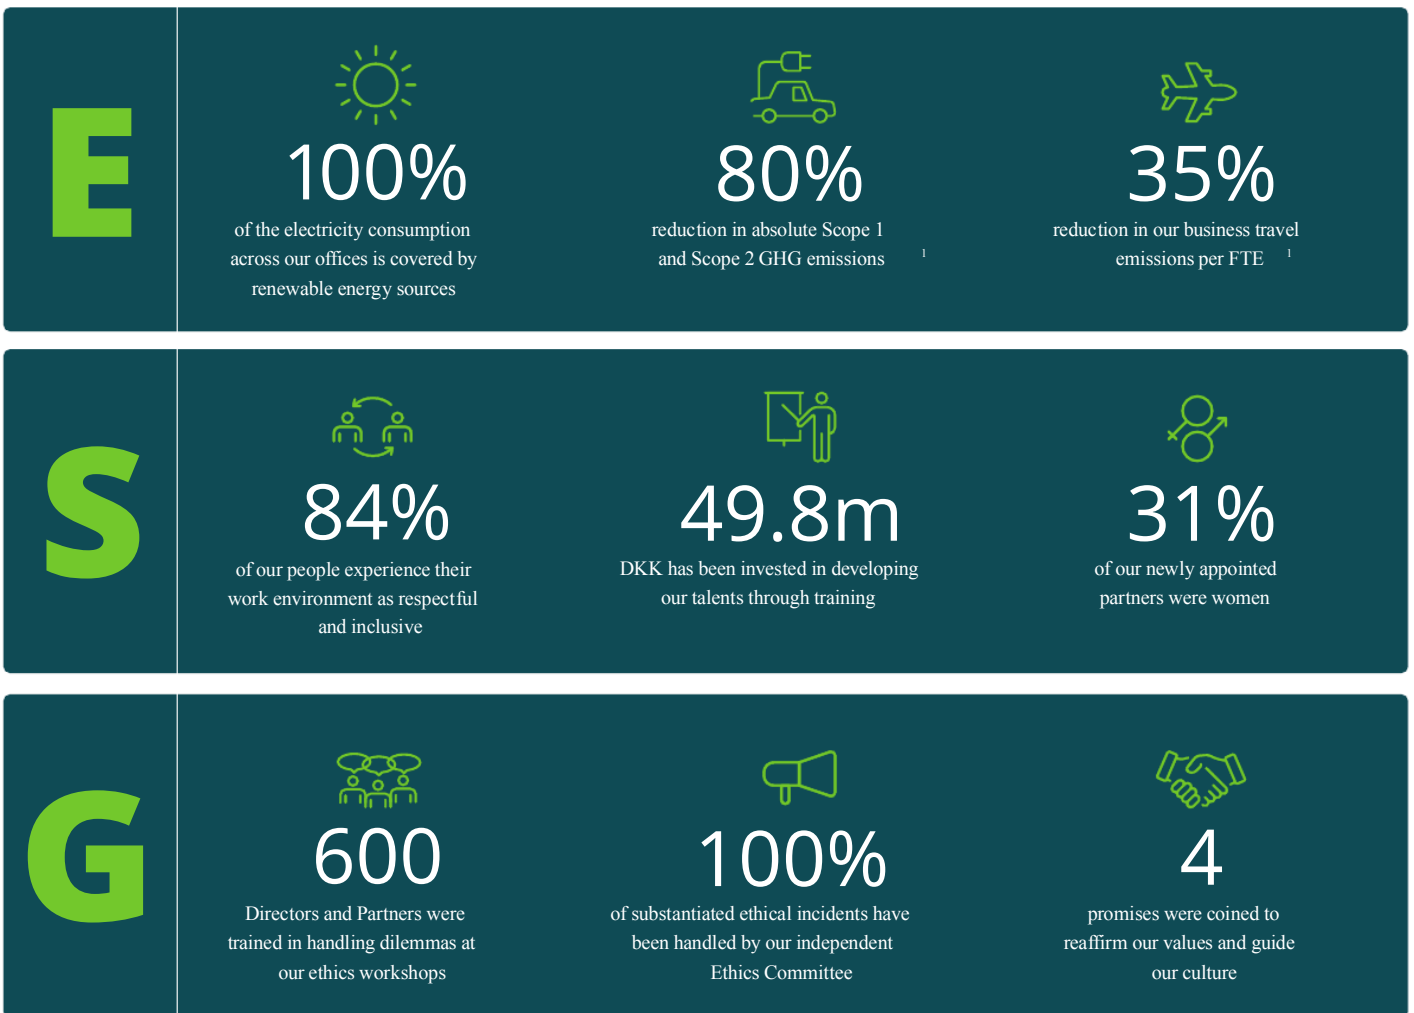 E
100%
of the electricity consumption
across our offices is covered by
renewable energy sources
80%
reduction in absolute Scope 1
and Scope 2 GHG emissions 1
35%
reduction in our business travel
emissions per FTE 1
S
84%
of our people experience their
work environment as respectful
and inclusive
49.8m
DKK has been invested in developing
our talents through training
31%
of our newly appointed
partners were women
G
600
Directors and Partners were
trained in handling dilemmas at
our ethics workshops
100%
of substantiated ethical incidents have
been handled by our independent
Ethics Committee
4
promises were coined to
reaffirm our values and guide
our culture